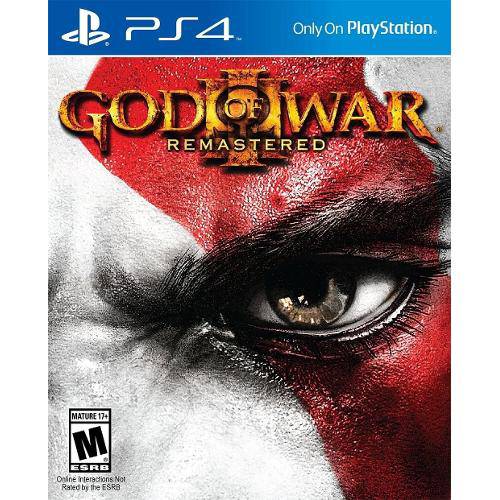 PS4 Only On PlayStation®
GOD OF WAR III
REMASTERED
MATURE 17+
M
ESRB
Online Interactions Not
Rated by the ESRB